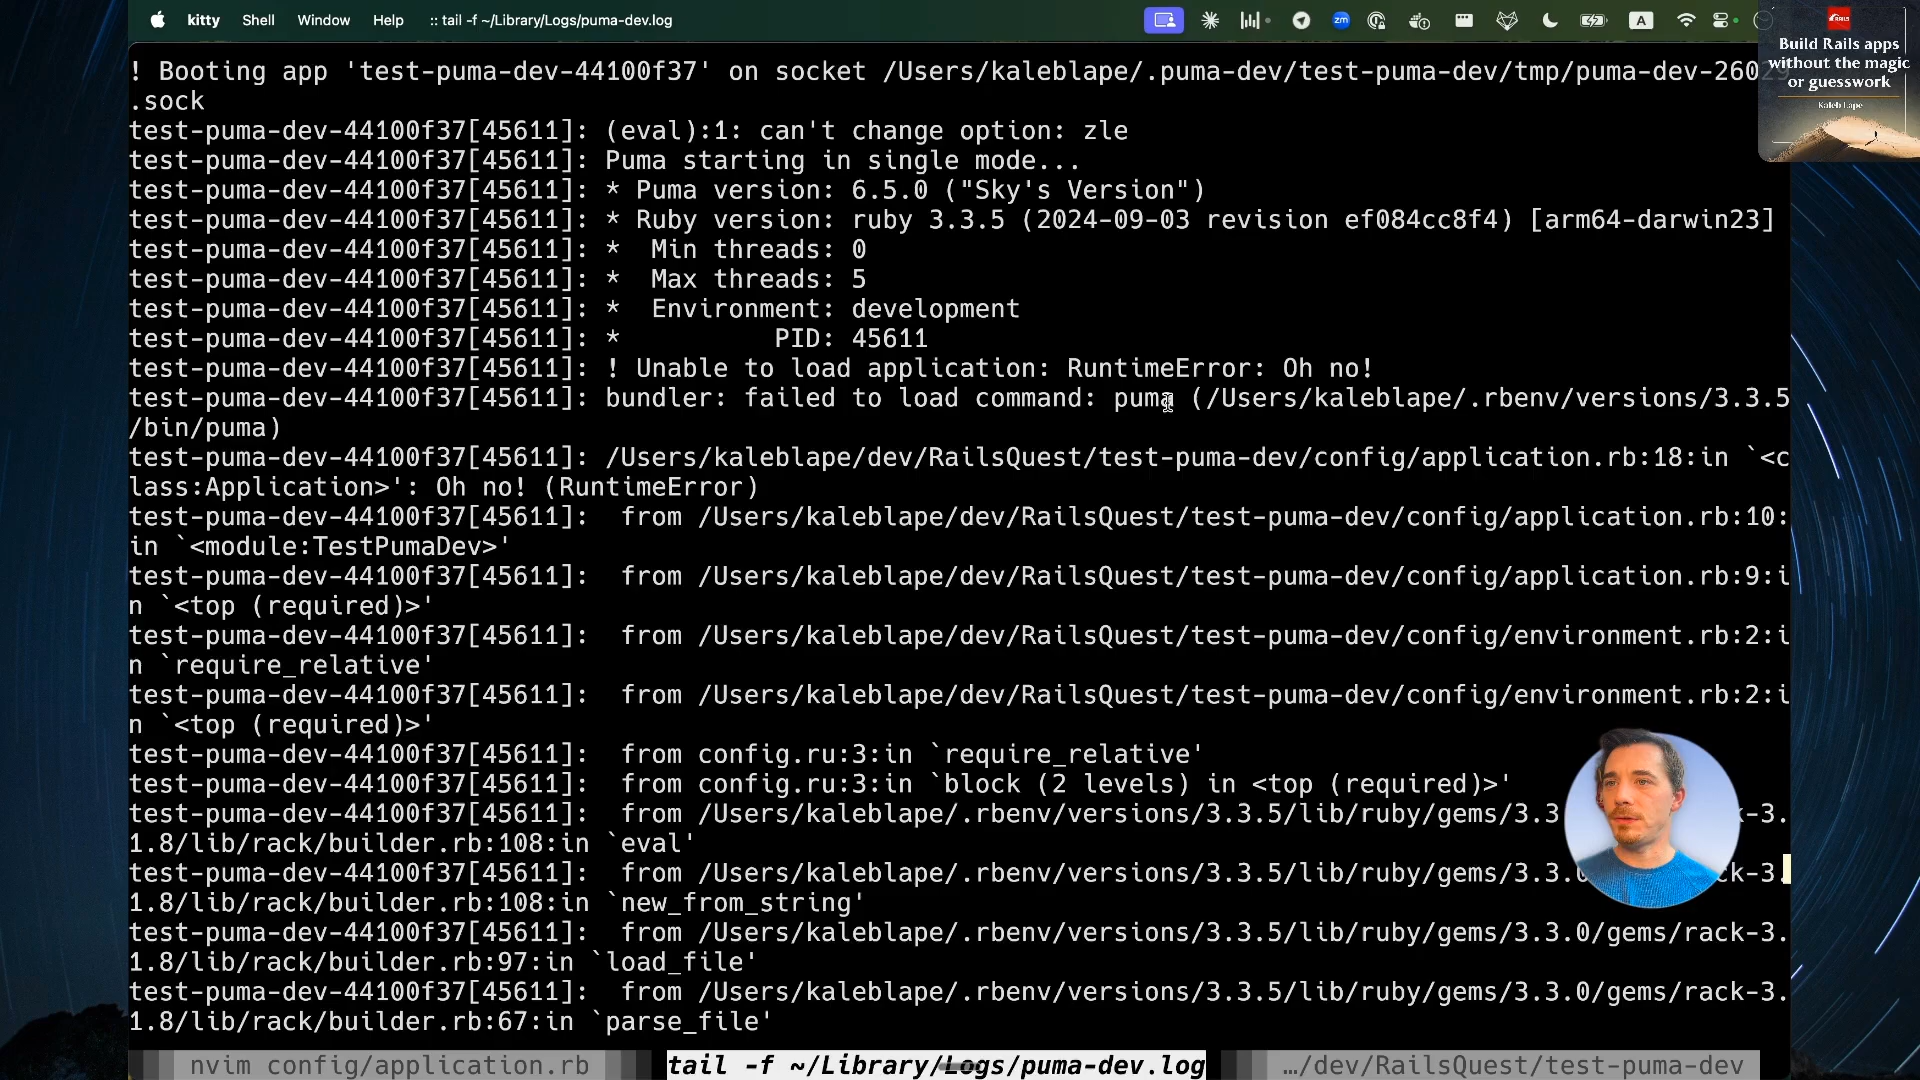 kitty Shell Window Help :: tail -f ~/Library/Logs/puma-dev.log
zm
A
RAILS
Build Rails apps
without the magic
or guesswork
Kaleb Lape
! Booting app 'test-puma-dev-44100f37' on socket /Users/kaleblape/.puma-dev/test-puma-dev/tmp/puma-dev-26029
.sock
test-puma-dev-44100f37[45611]: (eval):1: can't change option: zle
test-puma-dev-44100f37[45611]: Puma starting in single mode...
test-puma-dev-44100f37[45611]: * Puma version: 6.5.0 ("Sky's Version")
test-puma-dev-44100f37[45611]: * Ruby version: ruby 3.3.5 (2024-09-03 revision ef084cc8f4) [arm64-darwin23]
test-puma-dev-44100f37[45611]: *  Min threads: 0
test-puma-dev-44100f37[45611]: *  Max threads: 5
test-puma-dev-44100f37[45611]: *  Environment: development
test-puma-dev-44100f37[45611]: *          PID: 45611
test-puma-dev-44100f37[45611]: ! Unable to load application: RuntimeError: Oh no!
test-puma-dev-44100f37[45611]: bundler: failed to load command: puma (/Users/kaleblape/.rbenv/versions/3.3.5
/bin/puma)
test-puma-dev-44100f37[45611]: /Users/kaleblape/dev/RailsQuest/test-puma-dev/config/application.rb:18:in `<c
lass:Application>': Oh no! (RuntimeError)
test-puma-dev-44100f37[45611]:  from /Users/kaleblape/dev/RailsQuest/test-puma-dev/config/application.rb:10:
in `<module:TestPumaDev>'
test-puma-dev-44100f37[45611]:  from /Users/kaleblape/dev/RailsQuest/test-puma-dev/config/application.rb:9:i
n `<top (required)>'
test-puma-dev-44100f37[45611]:  from /Users/kaleblape/dev/RailsQuest/test-puma-dev/config/environment.rb:2:i
n `require_relative'
test-puma-dev-44100f37[45611]:  from /Users/kaleblape/dev/RailsQuest/test-puma-dev/config/environment.rb:2:i
n `<top (required)>'
test-puma-dev-44100f37[45611]:  from config.ru:3:in `require_relative'
test-puma-dev-44100f37[45611]:  from config.ru:3:in `block (2 levels) in <top (required)>'
test-puma-dev-44100f37[45611]:  from /Users/kaleblape/.rbenv/versions/3.3.5/lib/ruby/gems/3.3 k-3.
1.8/lib/rack/builder.rb:108:in `eval'
test-puma-dev-44100f37[45611]:  from /Users/kaleblape/.rbenv/versions/3.3.5/lib/ruby/gems/3.3. ck-3.
1.8/lib/rack/builder.rb:108:in `new_from_string'
test-puma-dev-44100f37[45611]:  from /Users/kaleblape/.rbenv/versions/3.3.5/lib/ruby/gems/3.3.0/gems/rack-3.
1.8/lib/rack/builder.rb:97:in `load_file'
test-puma-dev-44100f37[45611]:  from /Users/kaleblape/.rbenv/versions/3.3.5/lib/ruby/gems/3.3.0/gems/rack-3.
1.8/lib/rack/builder.rb:67:in `parse_file'
nvim config/application.rb tail -f ~/Library/Logs/puma-dev.log …/dev/RailsQuest/test-puma-dev